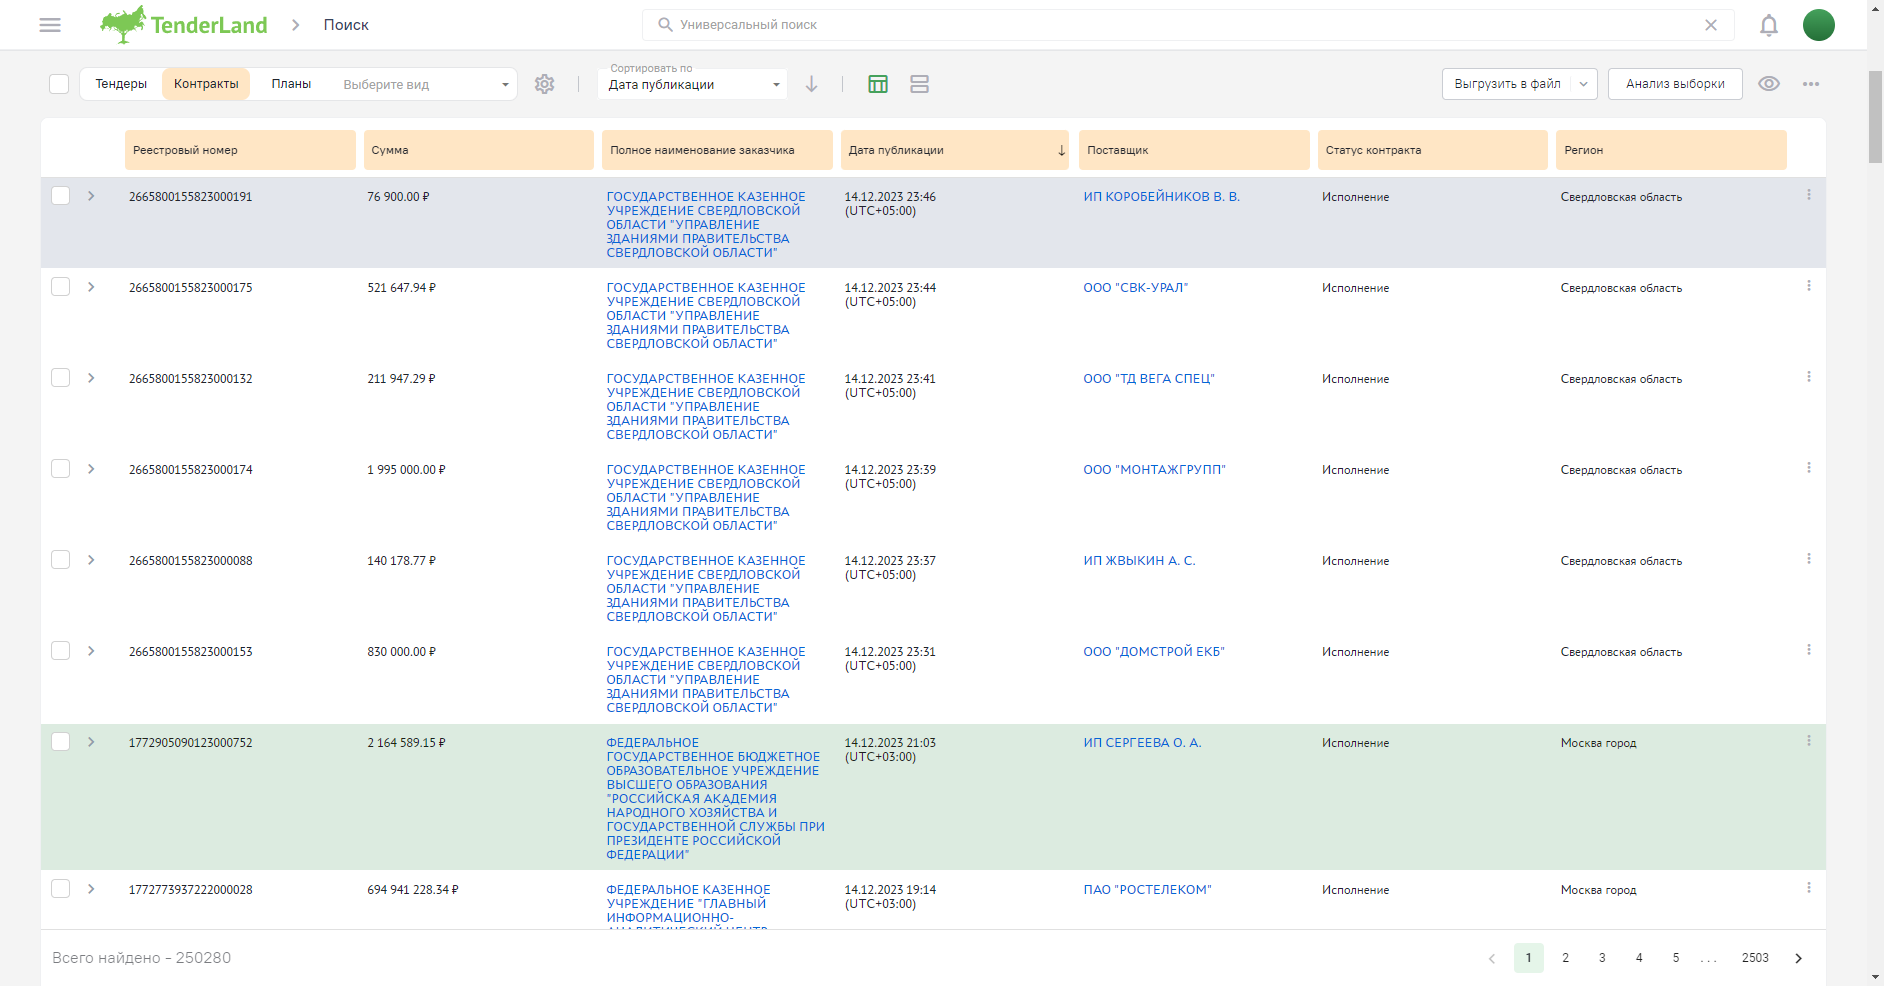 TenderLand
Поиск
Универсальный поиск
Тендеры
Контракты
Планы
Выберите вид
Сортировать по
Дата публикации
Выгрузить в файл
Анализ выборки
Реестровый номер
Сумма
Полное наименование заказчика
Дата публикации
Поставщик
Статус контракта
Регион
2665800155823000191
76 900.00 ₽
ГОСУДАРСТВЕННОЕ КАЗЕННОЕ
УЧРЕЖДЕНИЕ СВЕРДЛОВСКОЙ
ОБЛАСТИ "УПРАВЛЕНИЕ
ЗДАНИЯМИ ПРАВИТЕЛЬСТВА
СВЕРДЛОВСКОЙ ОБЛАСТИ"
14.12.2023 23:46
(UTC+05:00)
ИП КОРОБЕЙНИКОВ В. В.
Исполнение
Свердловская область
2665800155823000175
521 647.94 ₽
ГОСУДАРСТВЕННОЕ КАЗЕННОЕ
УЧРЕЖДЕНИЕ СВЕРДЛОВСКОЙ
ОБЛАСТИ "УПРАВЛЕНИЕ
ЗДАНИЯМИ ПРАВИТЕЛЬСТВА
СВЕРДЛОВСКОЙ ОБЛАСТИ"
14.12.2023 23:44
(UTC+05:00)
ООО "СВК-УРАЛ"
Исполнение
Свердловская область
2665800155823000132
211 947.29 ₽
ГОСУДАРСТВЕННОЕ КАЗЕННОЕ
УЧРЕЖДЕНИЕ СВЕРДЛОВСКОЙ
ОБЛАСТИ "УПРАВЛЕНИЕ
ЗДАНИЯМИ ПРАВИТЕЛЬСТВА
СВЕРДЛОВСКОЙ ОБЛАСТИ"
14.12.2023 23:41
(UTC+05:00)
ООО "ТД ВЕГА СПЕЦ"
Исполнение
Свердловская область
2665800155823000174
1 995 000.00 ₽
ГОСУДАРСТВЕННОЕ КАЗЕННОЕ
УЧРЕЖДЕНИЕ СВЕРДЛОВСКОЙ
ОБЛАСТИ "УПРАВЛЕНИЕ
ЗДАНИЯМИ ПРАВИТЕЛЬСТВА
СВЕРДЛОВСКОЙ ОБЛАСТИ"
14.12.2023 23:39
(UTC+05:00)
ООО "МОНТАЖГРУПП"
Исполнение
Свердловская область
2665800155823000088
140 178.77 ₽
ГОСУДАРСТВЕННОЕ КАЗЕННОЕ
УЧРЕЖДЕНИЕ СВЕРДЛОВСКОЙ
ОБЛАСТИ "УПРАВЛЕНИЕ
ЗДАНИЯМИ ПРАВИТЕЛЬСТВА
СВЕРДЛОВСКОЙ ОБЛАСТИ"
14.12.2023 23:37
(UTC+05:00)
ИП ЖВЫКИН А. С.
Исполнение
Свердловская область
2665800155823000153
830 000.00 ₽
ГОСУДАРСТВЕННОЕ КАЗЕННОЕ
УЧРЕЖДЕНИЕ СВЕРДЛОВСКОЙ
ОБЛАСТИ "УПРАВЛЕНИЕ
ЗДАНИЯМИ ПРАВИТЕЛЬСТВА
СВЕРДЛОВСКОЙ ОБЛАСТИ"
14.12.2023 23:31
(UTC+05:00)
ООО "ДОМСТРОЙ ЕКБ"
Исполнение
Свердловская область
1772905090123000752
2 164 589.15 ₽
ФЕДЕРАЛЬНОЕ
ГОСУДАРСТВЕННОЕ БЮДЖЕТНОЕ
ОБРАЗОВАТЕЛЬНОЕ УЧРЕЖДЕНИЕ
ВЫСШЕГО ОБРАЗОВАНИЯ
"РОССИЙСКАЯ АКАДЕМИЯ
НАРОДНОГО ХОЗЯЙСТВА И
ГОСУДАРСТВЕННОЙ СЛУЖБЫ ПРИ
ПРЕЗИДЕНТЕ РОССИЙСКОЙ
ФЕДЕРАЦИИ"
14.12.2023 21:03
(UTC+03:00)
ИП СЕРГЕЕВА О. А.
Исполнение
Москва город
1772773937222000028
694 941 228.34 ₽
ФЕДЕРАЛЬНОЕ КАЗЕННОЕ
УЧРЕЖДЕНИЕ "ГЛАВНЫЙ
ИНФОРМАЦИОННО-
АНАЛИТИЧЕСКИЙ ЦЕНТР
14.12.2023 19:14
(UTC+03:00)
ПАО "РОСТЕЛЕКОМ"
Исполнение
Москва город
Всего найдено - 250280
1 2 3 4 5 ... 2503